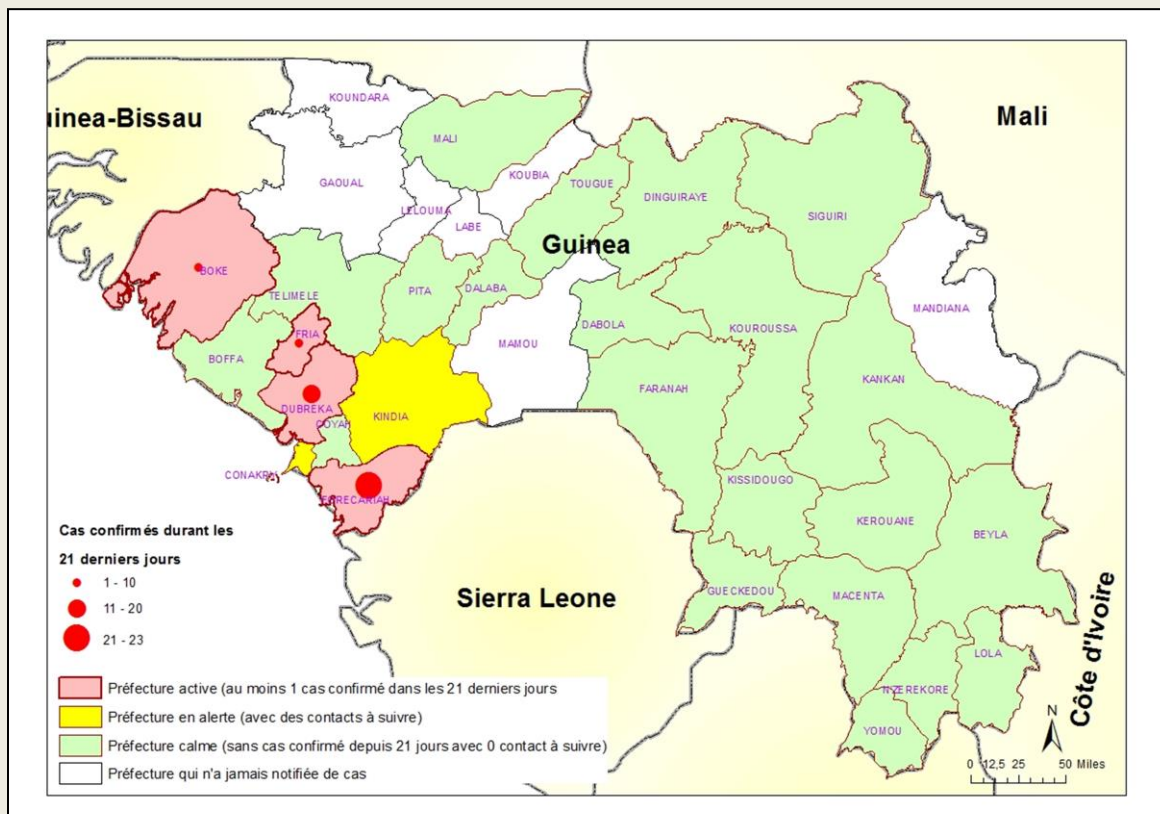 KOUNDARA
uinea-Bissau
Mali
MALI
KOUBIA
GAOUAL
TOUGUE
DINGUIRAYE
LELOUMA
LABE
SIGUIRI
Guinea
BOKE
TELIMELE
PITA
DALABA
MANDIANA
DABOLA
KOUROUSSA
FRIA
MAMOU
BOFFA
KANKAN
FARANAH
DUBREKA
KINDIA
COYAH
CONAKRY
FORECARIAH
KISSIDOUGO
KEROUANE
BEYLA
GUECKEDOU
MACENTA
Sierra Leone
LOLA
N'ZEREKORE
YOMOU
Côte d'Ivoire
Cas confirmés durant les
21 derniers jours
1 - 10
11 - 20
21 - 23
Préfecture active (au moins 1 cas confirmé dans les 21 derniers jours
Préfecture en alerte (avec des contacts à suivre)
Préfecture calme (sans cas confirmé depuis 21 jours avec 0 contact à suivre)
Préfecture qui n'a jamais notifiée de cas
N
0 12,5 25 50 Miles